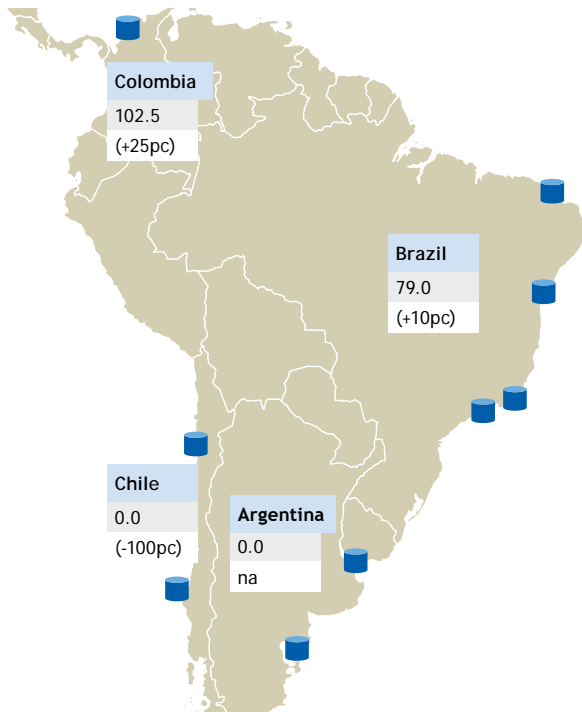 Colombia
102.5
(+25pc)
Brazil
79.0
(+10pc)
Chile
0.0
(-100pc)
Argentina
0.0
na